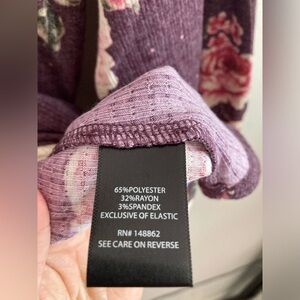 65%POLYESTER
32%RAYON
3%SPANDEX
EXCLUSIVE OF ELASTIC
RN# 148862
SEE CARE ON REVERSE